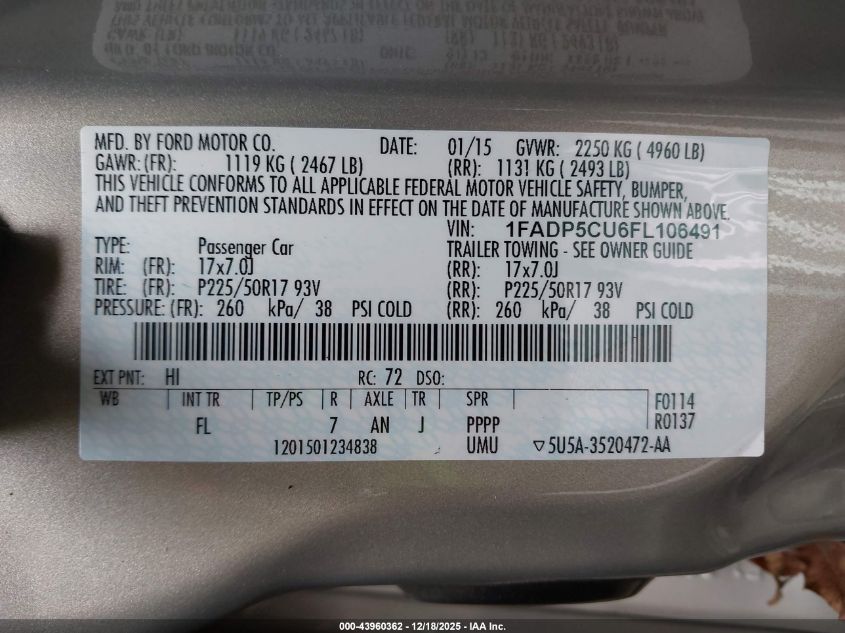 MFD. BY FORD MOTOR CO. DATE: 01/15 GVWR: 2250 KG ( 4960 LB)
GAWR: (FR): 1119 KG ( 2467 LB) (RR): 1131 KG ( 2493 LB)
THIS VEHICLE CONFORMS TO ALL APPLICABLE FEDERAL MOTOR VEHICLE SAFETY, BUMPER,
AND THEFT PREVENTION STANDARDS IN EFFECT ON THE DATE OF MANUFACTURE SHOWN ABOVE.
VIN: 1FADP5CU6FL106491
TYPE: Passenger Car TRAILER TOWING - SEE OWNER GUIDE
RIM: (FR): 17x7.0J (RR): 17x7.0J
TIRE: (FR): P225/50R17 93V (RR): P225/50R17 93V
PRESSURE: (FR): 260 kPa/ 38 PSI COLD (RR): 260 kPa/ 38 PSI COLD
EXT PNT: HI RC: 72 DSO:
WB INT TR TP/PS R AXLE TR SPR F0114
FL 7 AN J PPPP R0137
1201501234838 UMU ▽5U5A-3520472-AA
000-43960362 - 12/18/2025 - IAA Inc.